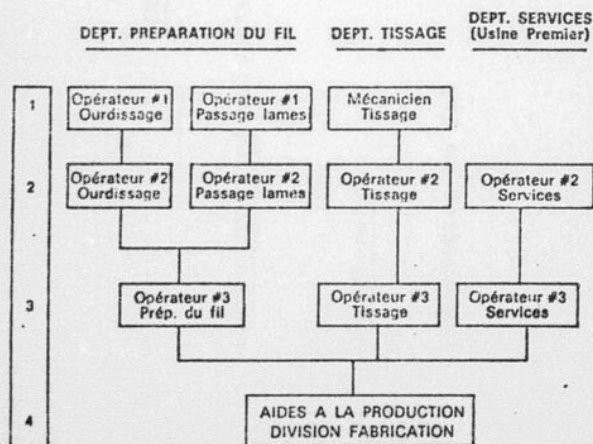 DEPT. SERVICES
DEPT. PREPARATION DU FIL DEPT. TISSAGE (Usine Premier)
1
Opérateur #1 Opérateur #1 Mécanicien
Ourdissage Passage lames Tissage
2
Opérateur #2 Opérateur #2 Opérateur #2 Opérateur #2
Ourdissage Passage lames Tissage Services
3
Opérateur #3 Opérateur #3 Opérateur #3
Prép. du fil Tissage Services
4
AIDES A LA PRODUCTION
DIVISION FABRICATION